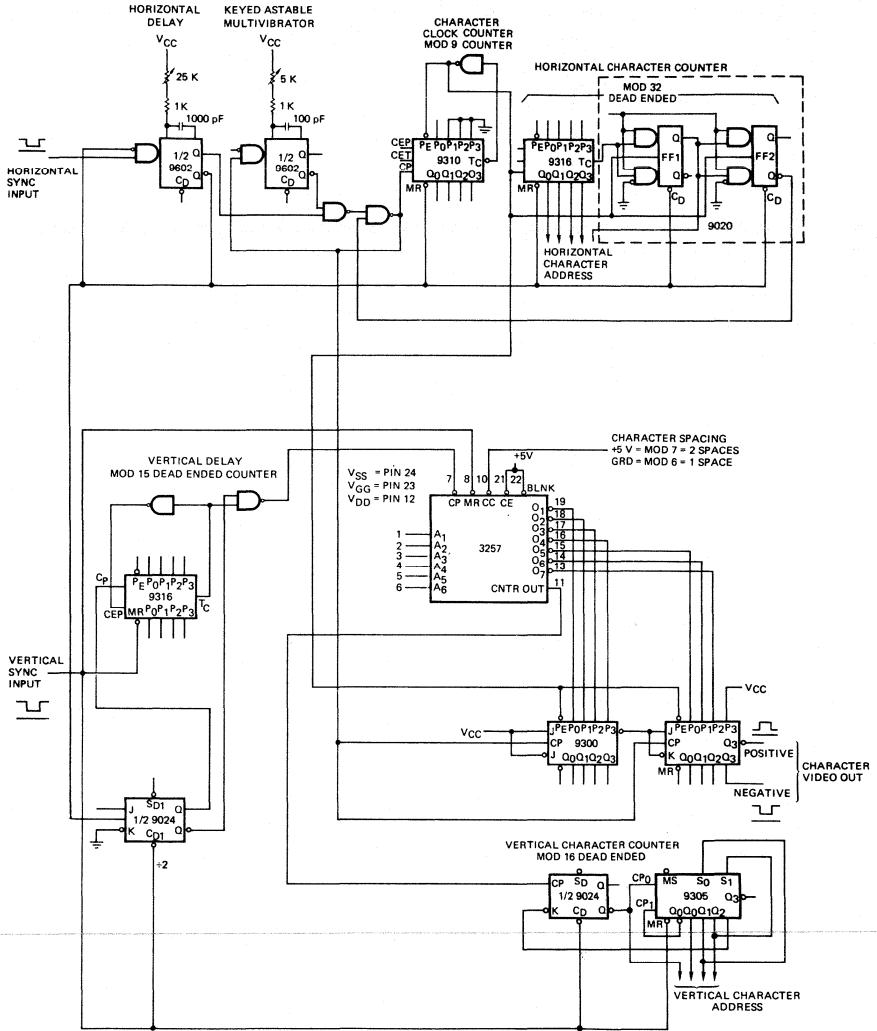 HORIZONTAL
DELAY
VCC
25 K
1K
1000 pF
1/2
9602
Q
Q
CD
HORIZONTAL
SYNC
INPUT
KEYED ASTABLE
MULTIVIBRATOR
VCC
5 K
1K
100 pF
1/2
9602
Q
Q
CD
CHARACTER
CLOCK COUNTER
MOD 9 COUNTER
CEP
CET
CP
MR
PE P0 P1 P2 P3
9310 TC
Q0 Q1 Q2 Q3
HORIZONTAL CHARACTER COUNTER
MOD 32
DEAD ENDED
PE P0 P1 P2 P3
9316 TC
MR
Q0 Q1 Q2 Q3
HORIZONTAL
CHARACTER
ADDRESS
Q
FF1
Q
CD
Q
FF2
Q
CD
9020
VERTICAL DELAY
MOD 15 DEAD ENDED COUNTER
CP
PE P0 P1 P2 P3
9316
TC
CEP
MR P0 P1 P2 P3
VERTICAL
SYNC
INPUT
J SD1 Q
1/2 9024
K CD1 Q
÷2
VSS = PIN 24
VGG = PIN 23
VDD = PIN 12
+5V
CHARACTER SPACING
+5 V = MOD 7 = 2 SPACES
GRD = MOD 6 = 1 SPACE
7 8 10 21 22 BLNK
CP MR CC CE
1 A1
2 A2
3 A3
4 A4
5 A5
6 A6
3257
O1 19
O2 18
O3 17
O4 16
O5 15
O6 14
O7 13
CNTR OUT 11
VCC
J PE P0 P1 P2 P3
CP 9300
J Q0 Q1 Q2 Q3
VCC
J PE P0 P1 P2 P3
CP Q3
K
MR Q0 Q1 Q2 Q3
POSITIVE
NEGATIVE
CHARACTER
VIDEO OUT
VERTICAL CHARACTER COUNTER
MOD 16 DEAD ENDED
CP SD Q
1/2 9024
K CD Q
CP0 MS S0 S1
CP1 9305 Q3
Q0 Q0 Q1 Q2
MR
VERTICAL CHARACTER
ADDRESS